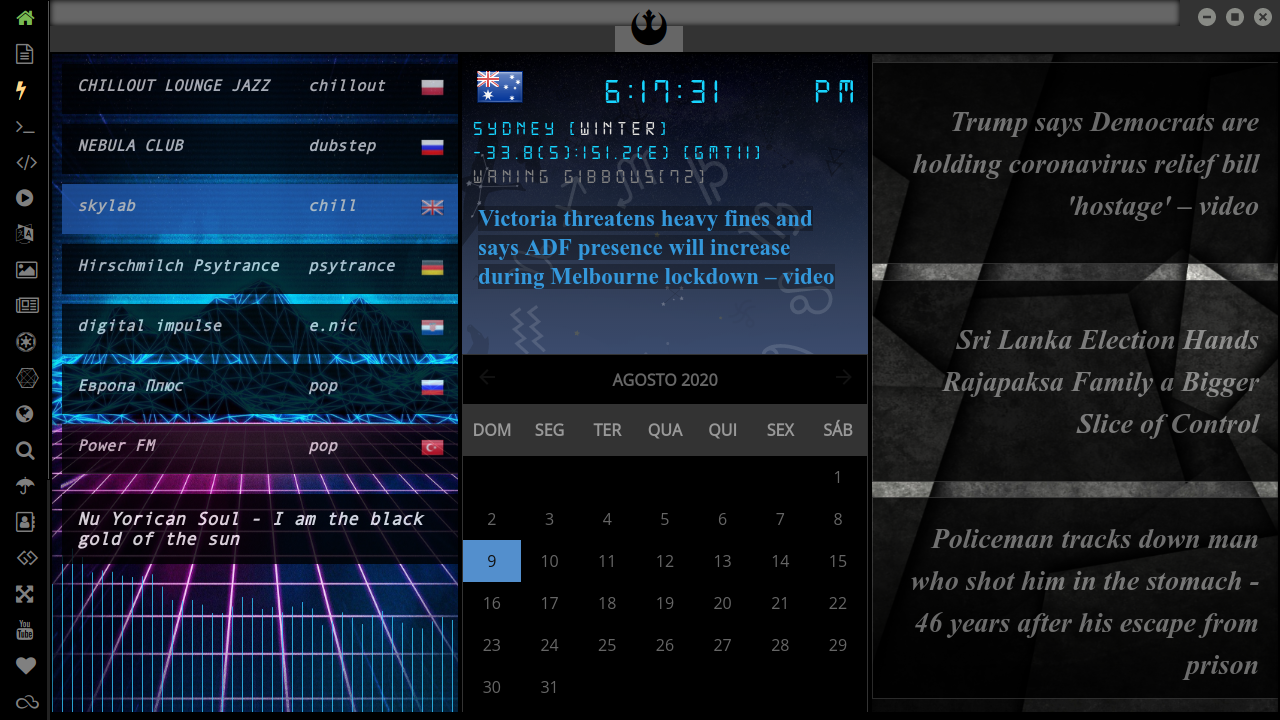 CHILLOUT LOUNGE JAZZ chillout
NEBULA CLUB dubstep
skylab chill
Hirschmilch Psytrance psytrance
digital impulse e.nic
Европа Плюс pop
Power FM pop
Nu Yorican Soul - I am the black
gold of the sun
6:17:31 PM
SYDNEY (WINTER)
-33.8(S):151.2(E) (GMT11)
WANING GIBBOUS(72)
Victoria threatens heavy fines and
says ADF presence will increase
during Melbourne lockdown – video
AGOSTO 2020
DOM SEG TER QUA QUI SEX SÁB
1
2 3 4 5 6 7 8
9 10 11 12 13 14 15
16 17 18 19 20 21 22
23 24 25 26 27 28 29
30 31
Trump says Democrats are
holding coronavirus relief bill
'hostage' – video
Sri Lanka Election Hands
Rajapaksa Family a Bigger
Slice of Control
Policeman tracks down man
who shot him in the stomach -
46 years after his escape from
prison
You
Tube